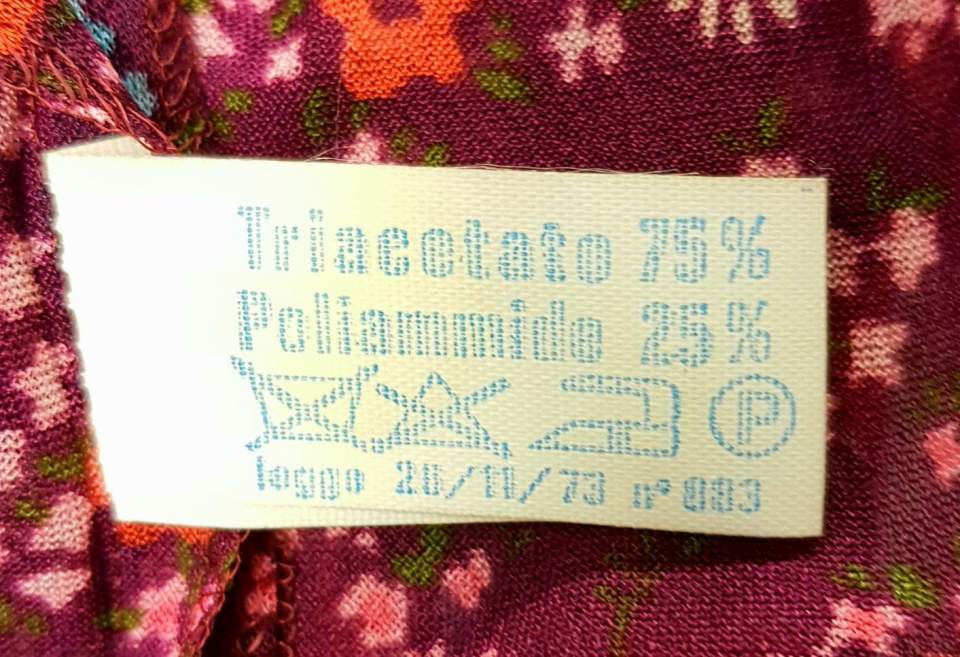 Triacetato 75%
Poliammide 25%
P
Legge 26/11/73 n° 883